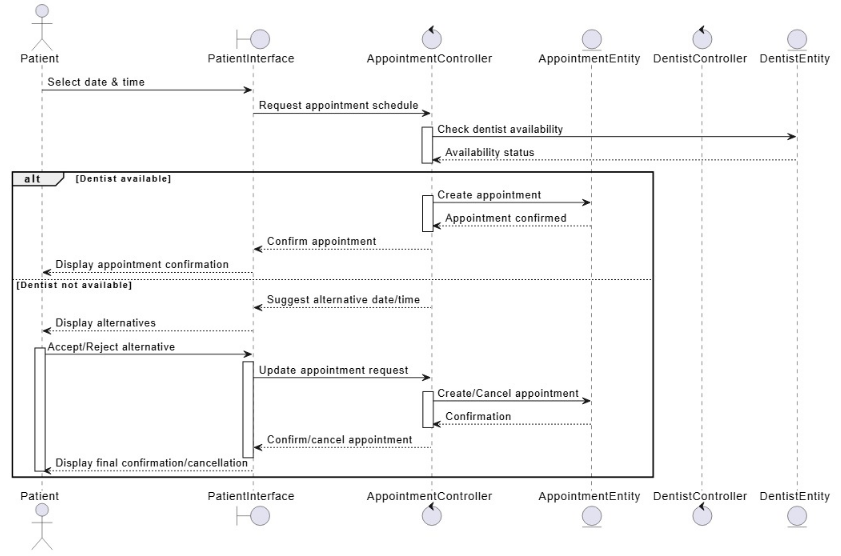 Patient PatientInterface AppointmentController AppointmentEntity DentistController DentistEntity
Select date & time
Request appointment schedule
Check dentist availability
Availability status
alt [Dentist available]
Create appointment
Appointment confirmed
Confirm appointment
Display appointment confirmation
[Dentist not available]
Suggest alternative date/time
Display alternatives
Accept/Reject alternative
Update appointment request
Create/Cancel appointment
Confirmation
Confirm/cancel appointment
Display final confirmation/cancellation
Patient PatientInterface AppointmentController AppointmentEntity DentistController DentistEntity